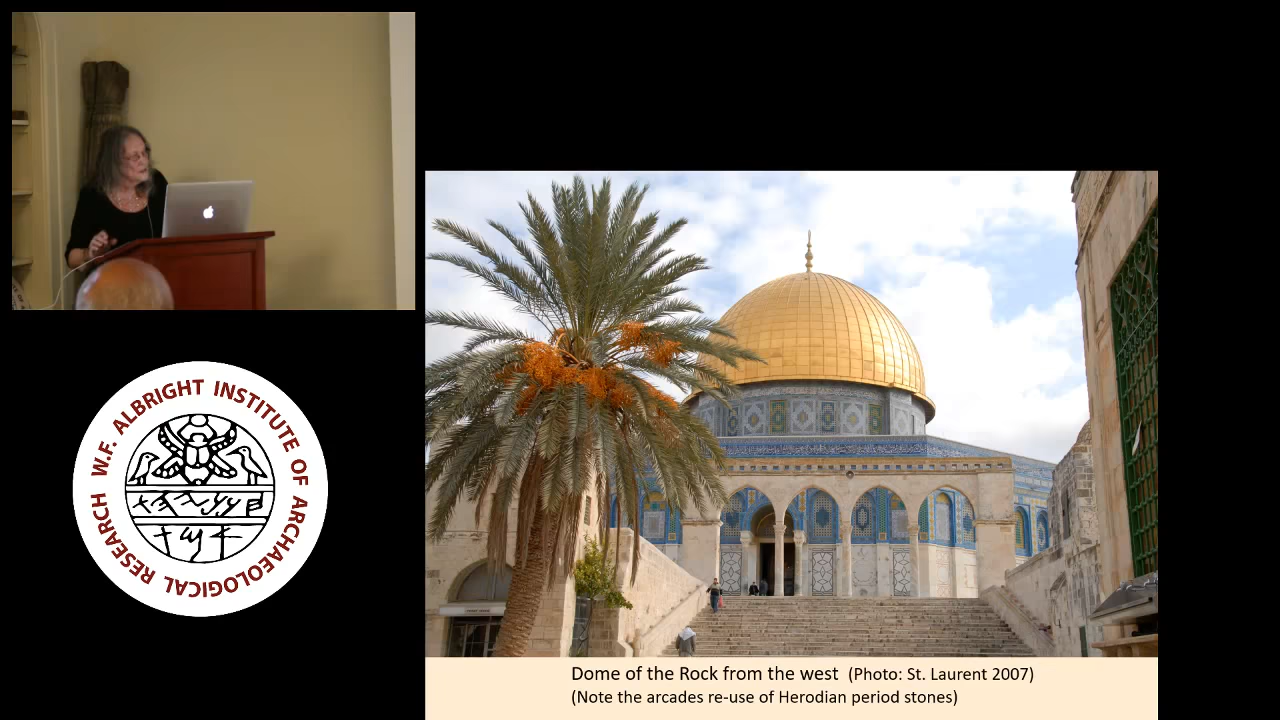 W.F. ALBRIGHT INSTITUTE OF ARCHAEOLOGICAL RESEARCH
Dome of the Rock from the west (Photo: St. Laurent 2007)
(Note the arcades re-use of Herodian period stones)